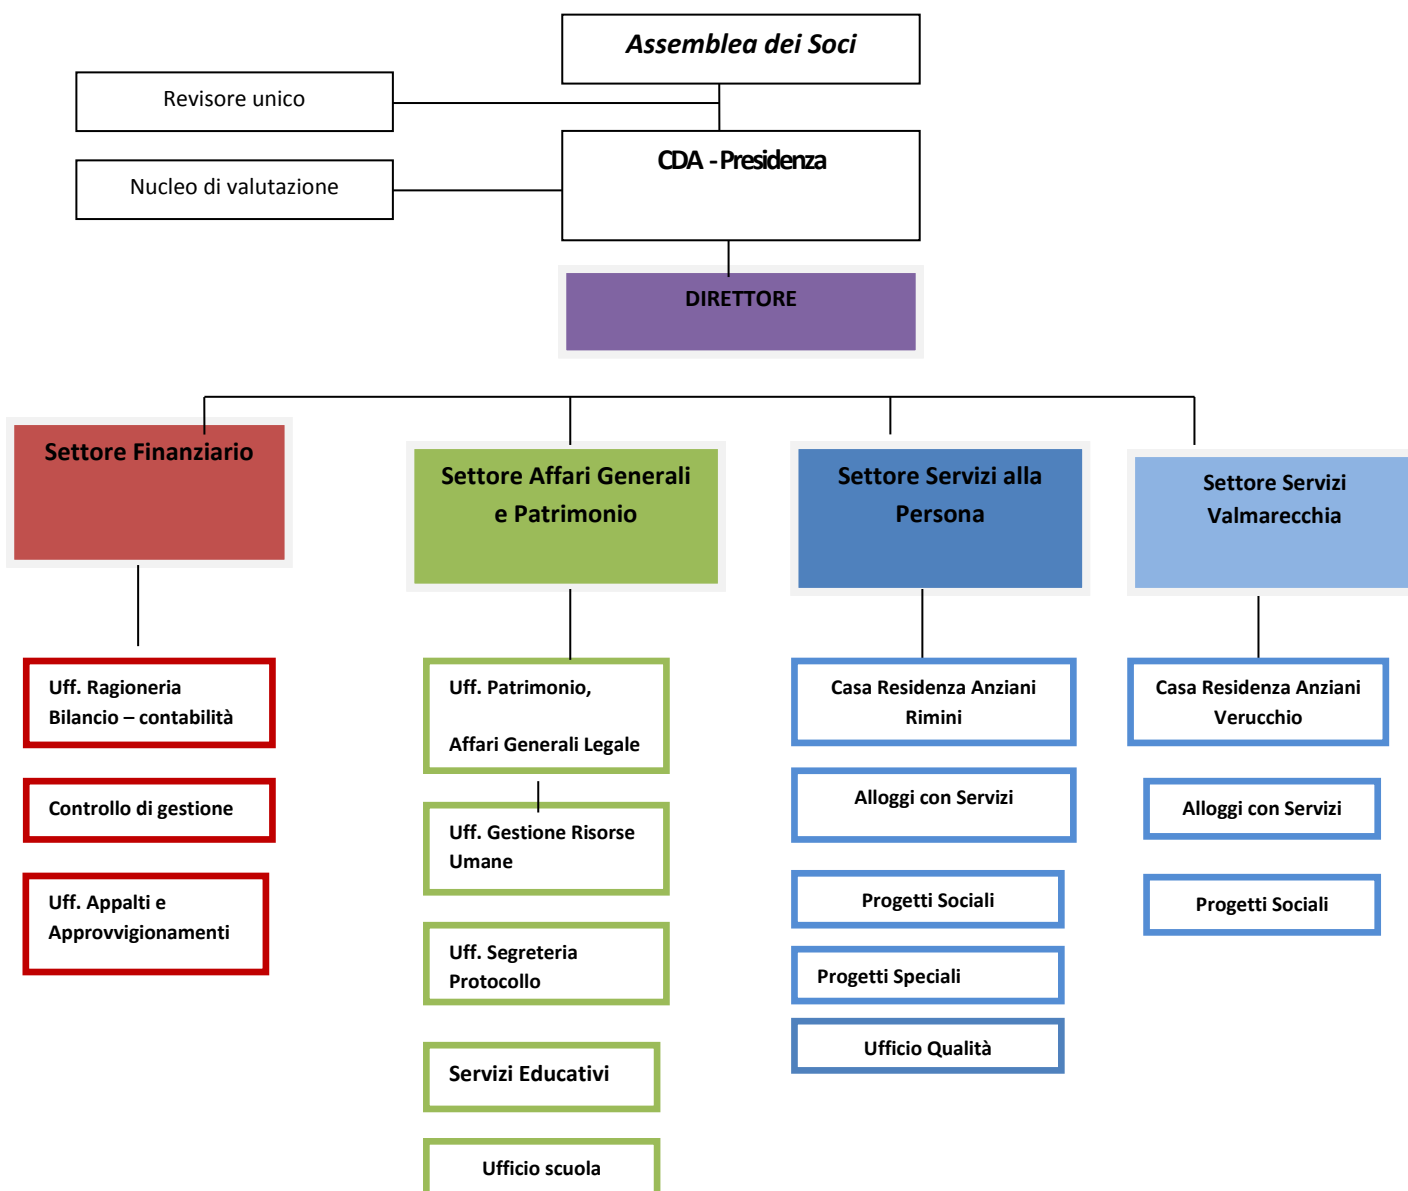 Assemblea dei Soci
Revisore unico
CDA - Presidenza
Nucleo di valutazione
DIRETTORE
Settore Finanziario
Settore Affari Generali
e Patrimonio
Settore Servizi alla
Persona
Settore Servizi
Valmarecchia
Uff. Ragioneria
Bilancio – contabilità
Controllo di gestione
Uff. Appalti e
Approvvigionamenti
Uff. Patrimonio,
Affari Generali Legale
Uff. Gestione Risorse
Umane
Uff. Segreteria
Protocollo
Servizi Educativi
Ufficio scuola
Casa Residenza Anziani
Rimini
Alloggi con Servizi
Progetti Sociali
Progetti Speciali
Ufficio Qualità
Casa Residenza Anziani
Verucchio
Alloggi con Servizi
Progetti Sociali